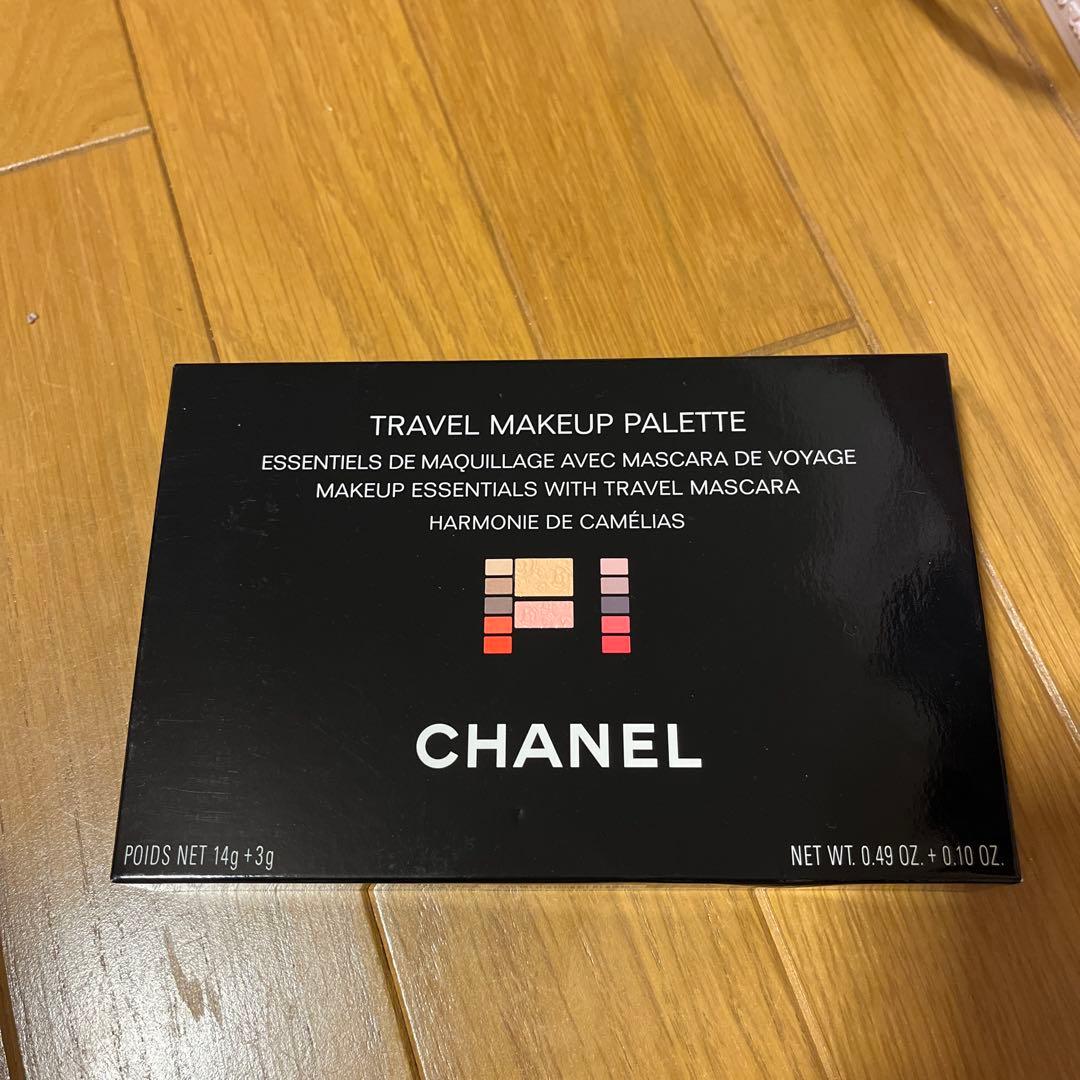 TRAVEL MAKEUP PALETTE
ESSENTIELS DE MAQUILLAGE AVEC MASCARA DE VOYAGE
MAKEUP ESSENTIALS WITH TRAVEL MASCARA
HARMONIE DE CAMÉLIAS
CHANEL
POIDS NET 14g + 3g
NET WT. 0.49 OZ. + 0.10 OZ.